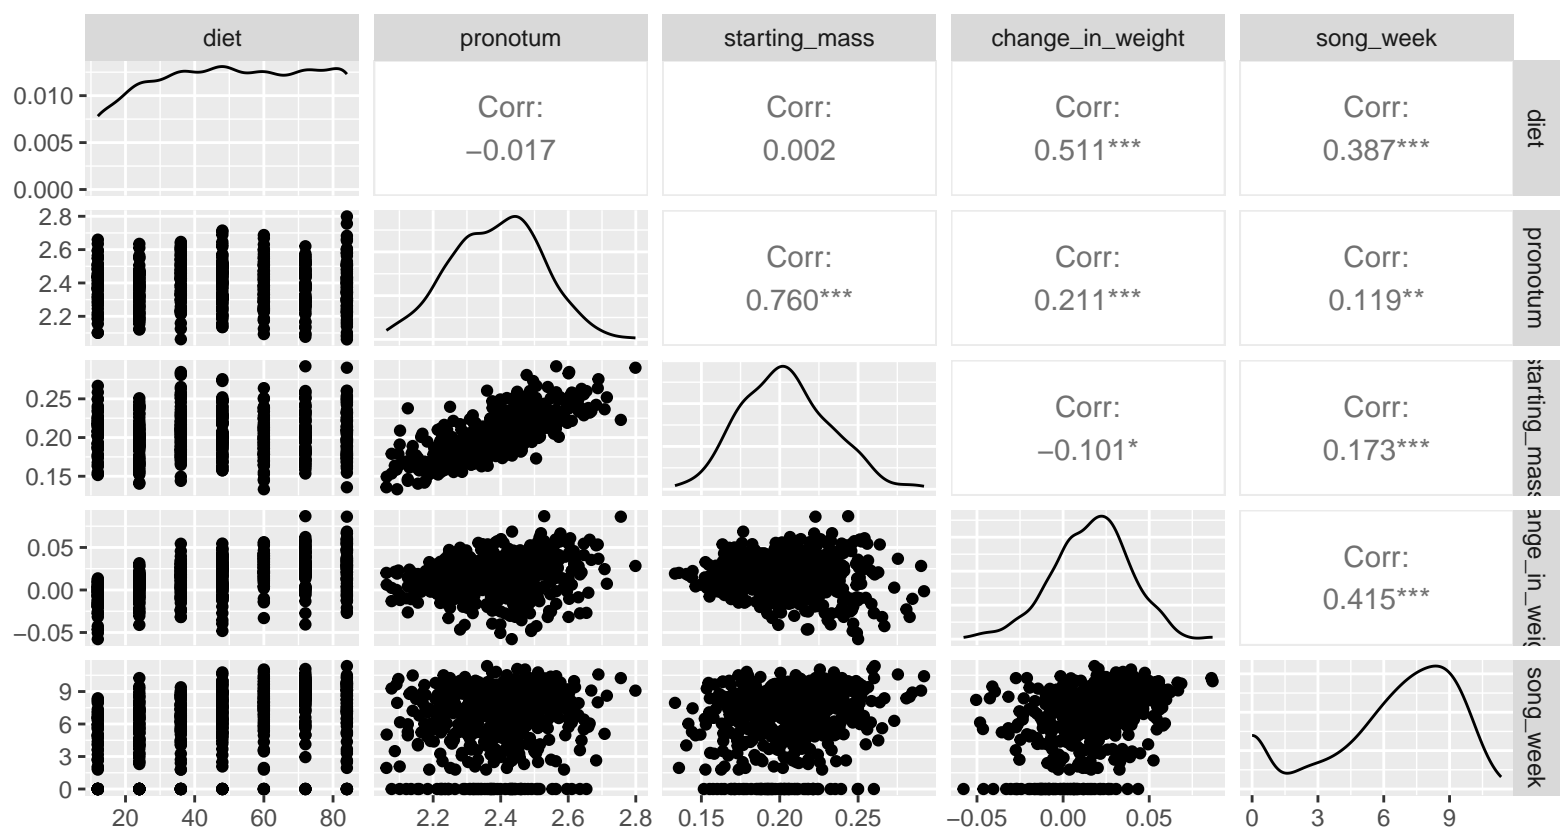 diet pronotum starting_mass change_in_weight song_week
0.010
0.005
0.000
Corr:
−0.017
Corr:
0.002
Corr:
0.511***
Corr:
0.387***
diet
2.8
2.6
2.4
2.2
Corr:
0.760***
Corr:
0.211***
Corr:
0.119**
pronotum
0.25
0.20
0.15
Corr:
−0.101*
Corr:
0.173***
starting_mass
0.05
0.00
−0.05
Corr:
0.415***
ange_in_weig
9
6
3
0
song_week
20 40 60 80 2.2 2.4 2.6 2.8 0.15 0.20 0.25 −0.05 0.00 0.05 0 3 6 9